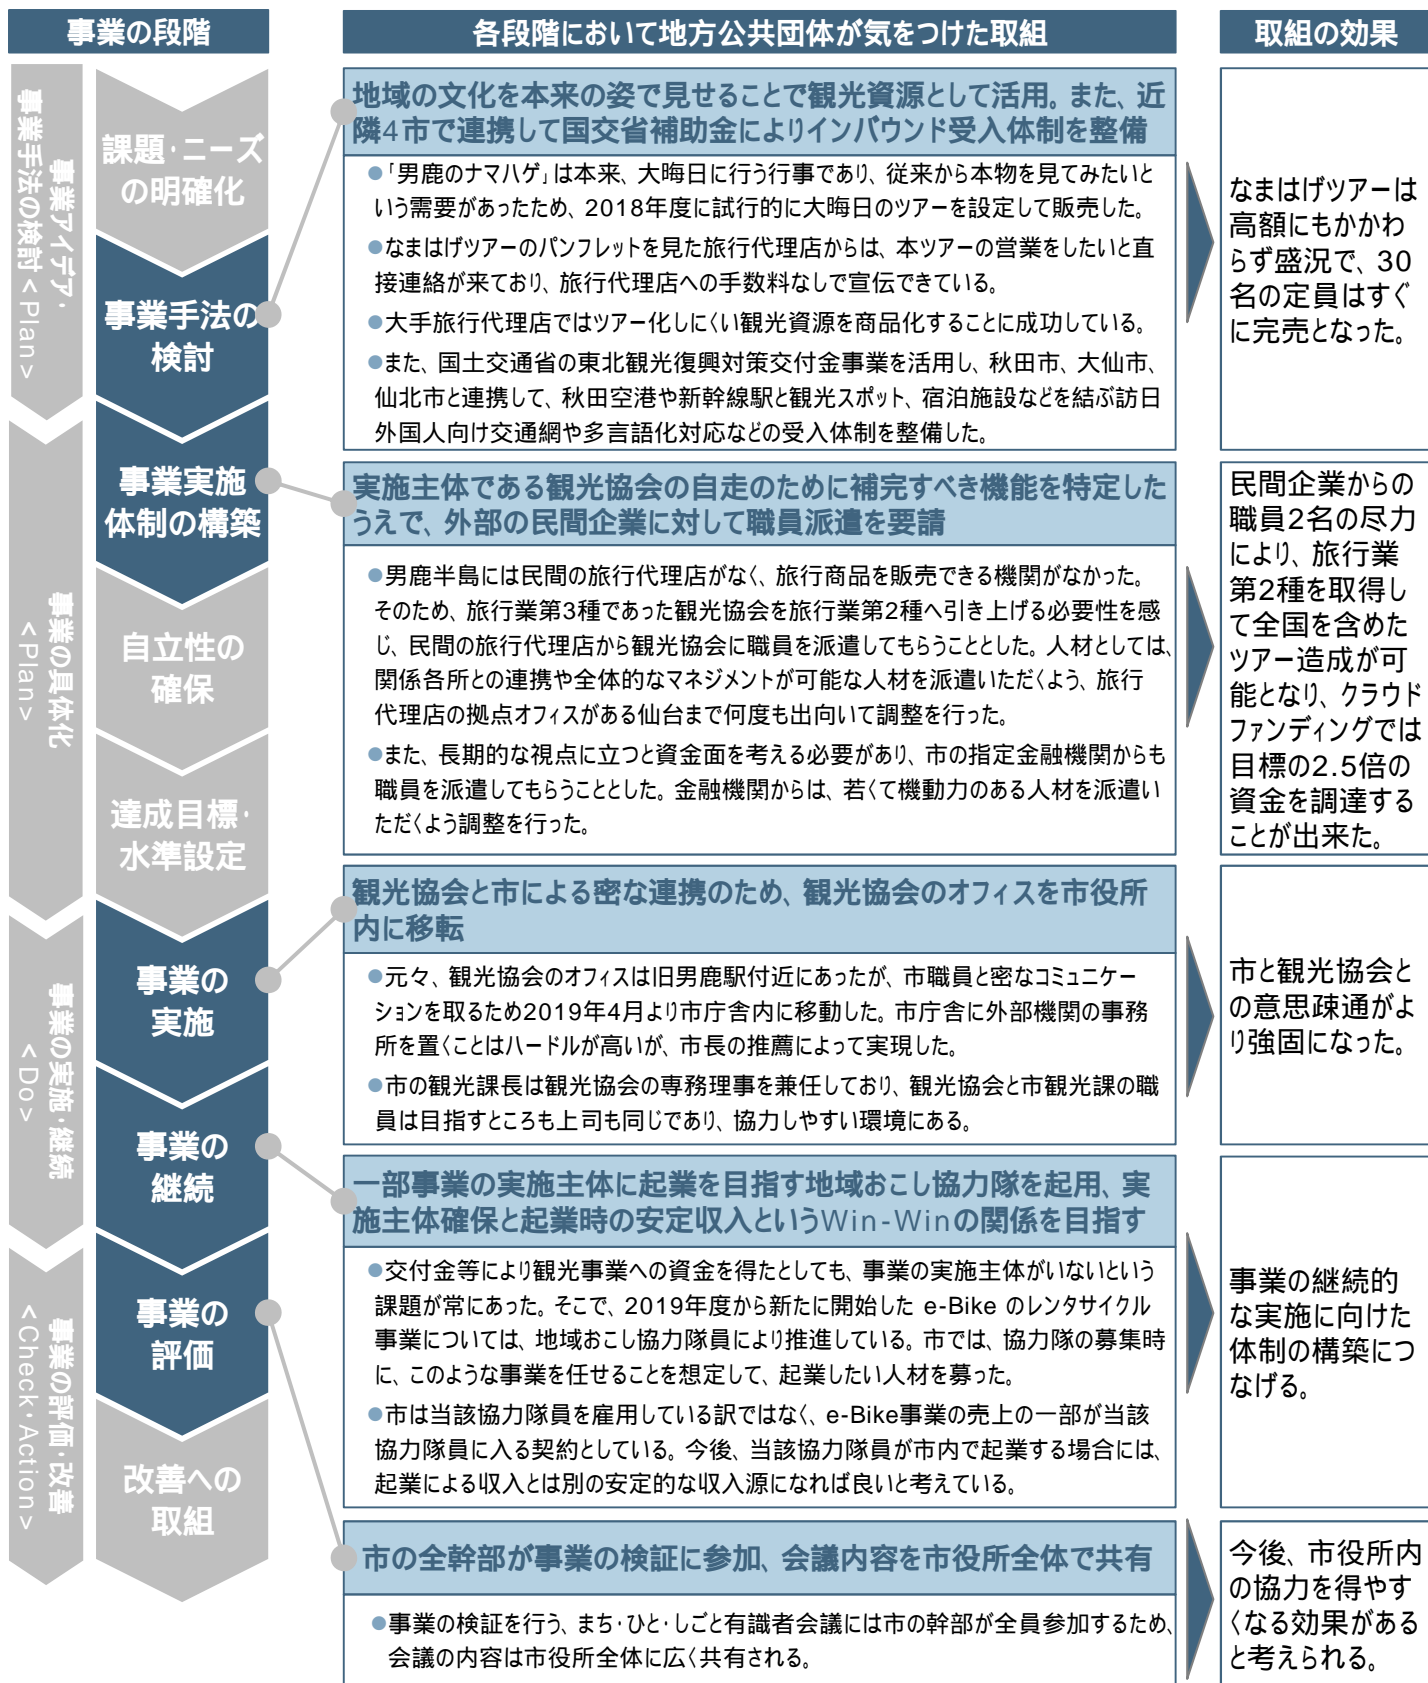 事業の段階
各段階において地方公共団体が気をつけた取組
取組の効果
事業アイデア・
事業手法の検討<Plan>
事業の具体化
<Plan>
事業の実施・継続
<Do>
事業の評価・改善
<Check・Action>
課題・ニーズ
の明確化
事業手法の
検討
事業実施
体制の構築
自立性の
確保
達成目標・
水準設定
事業の
実施
事業の
継続
事業の
評価
改善への
取組
地域の文化を本来の姿で見せることで観光資源として活用。また、近
隣4市で連携して国交省補助金によりインバウンド受入体制を整備
●「男鹿のナマハゲ」は本来、大晦日に行う行事であり、従来から本物を見てみたいと
いう需要があったため、2018年度に試行的に大晦日のツアーを設定して販売した。
●なまはげツアーのパンフレットを見た旅行代理店からは、本ツアーの営業をしたいと直
接連絡が来ており、旅行代理店への手数料なしで宣伝できている。
●大手旅行代理店ではツアー化しにくい観光資源を商品化することに成功している。
●また、国土交通省の東北観光復興対策交付金事業を活用し、秋田市、大仙市、
仙北市と連携して、秋田空港や新幹線駅と観光スポット、宿泊施設などを結ぶ訪日
外国人向け交通網や多言語化対応などの受入体制を整備した。
なまはげツアーは
高額にもかかわ
らず盛況で、30
名の定員はすぐ
に完売となった。
実施主体である観光協会の自走のために補完すべき機能を特定した
うえで、外部の民間企業に対して職員派遣を要請
●男鹿半島には民間の旅行代理店がなく、旅行商品を販売できる機関がなかった。
そのため、旅行業第3種であった観光協会を旅行業第2種へ引き上げる必要性を感
じ、民間の旅行代理店から観光協会に職員を派遣してもらうこととした。人材としては、
関係各所との連携や全体的なマネジメントが可能な人材を派遣いただくよう、旅行
代理店の拠点オフィスがある仙台まで何度も出向いて調整を行った。
●また、長期的な視点に立つと資金面を考える必要があり、市の指定金融機関からも
職員を派遣してもらうこととした。金融機関からは、若くて機動力のある人材を派遣い
ただくよう調整を行った。
民間企業からの
職員2名の尽力
により、旅行業
第2種を取得し
て全国を含めた
ツアー造成が可
能となり、クラウド
ファンディングでは
目標の2.5倍の
資金を調達する
ことが出来た。
観光協会と市による密な連携のため、観光協会のオフィスを市役所
内に移転
●元々、観光協会のオフィスは旧男鹿駅付近にあったが、市職員と密なコミュニケー
ションを取るため2019年4月より市庁舎内に移動した。市庁舎に外部機関の事務
所を置くことはハードルが高いが、市長の推薦によって実現した。
●市の観光課長は観光協会の専務理事を兼任しており、観光協会と市観光課の職
員は目指すところも上司も同じであり、協力しやすい環境にある。
市と観光協会と
の意思疎通がよ
り強固になった。
一部事業の実施主体に起業を目指す地域おこし協力隊を起用、実
施主体確保と起業時の安定収入というWin-Winの関係を目指す
●交付金等により観光事業への資金を得たとしても、事業の実施主体がいないという
課題が常にあった。そこで、2019年度から新たに開始した e-Bike のレンタサイクル
事業については、地域おこし協力隊員により推進している。市では、協力隊の募集時
に、このような事業を任せることを想定して、起業したい人材を募った。
●市は当該協力隊員を雇用している訳ではなく、e-Bike事業の売上の一部が当該
協力隊員に入る契約としている。今後、当該協力隊員が市内で起業する場合には、
起業による収入とは別の安定的な収入源になれば良いと考えている。
事業の継続的
な実施に向けた
体制の構築につ
なげる。
市の全幹部が事業の検証に参加、会議内容を市役所全体で共有
●事業の検証を行う、まち・ひと・しごと有識者会議には市の幹部が全員参加するため、
会議の内容は市役所全体に広く共有される。
今後、市役所内
の協力を得やす
くなる効果がある
と考えられる。